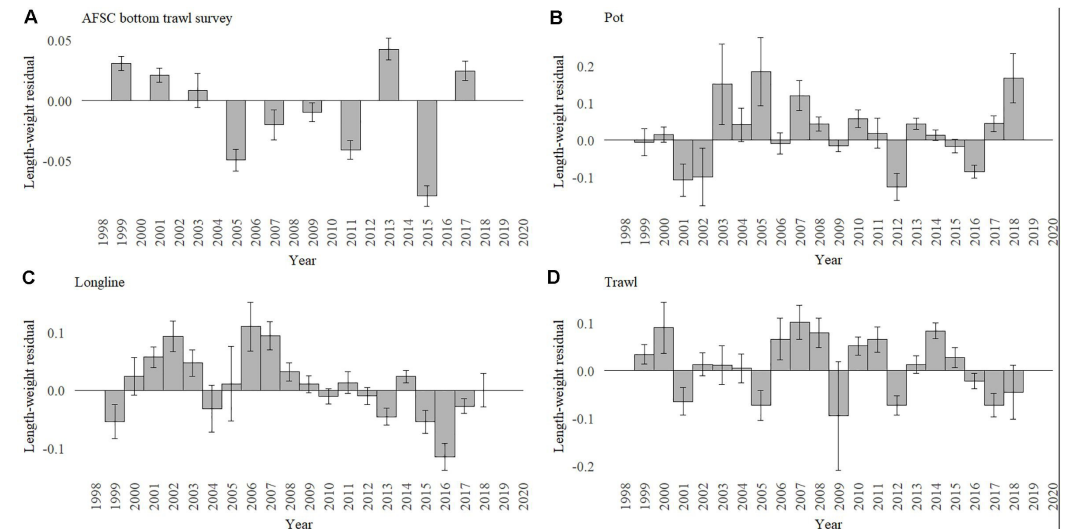 A AFSC bottom trawl survey
Length-weight residual
0.05
0.00
-0.05
1998 1999 2000 2001 2002 2003 2004 2005 2006 2007 2008 2009 2010 2011 2012 2013 2014 2015 2016 2017 2018 2019 2020
Year
B Pot
Length-weight residual
0.2
0.1
0.0
-0.1
1998 1999 2000 2001 2002 2003 2004 2005 2006 2007 2008 2009 2010 2011 2012 2013 2014 2015 2016 2017 2018 2019 2020
Year
C Longline
Length-weight residual
0.1
0.0
-0.1
1998 1999 2000 2001 2002 2003 2004 2005 2006 2007 2008 2009 2010 2011 2012 2013 2014 2015 2016 2017 2018 2019 2020
Year
D Trawl
Length-weight residual
0.1
0.0
-0.1
-0.2
1998 1999 2000 2001 2002 2003 2004 2005 2006 2007 2008 2009 2010 2011 2012 2013 2014 2015 2016 2017 2018 2019 2020
Year